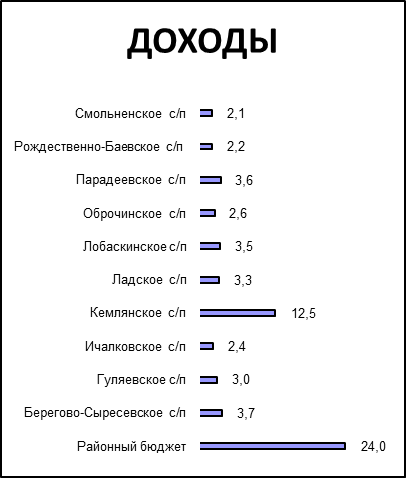 ДОХОДЫ
Смольненское с/п 2,1
Рождественно-Баевское с/п 2,2
Парадеевское с/п 3,6
Оброчинское с/п 2,6
Лобаскинское с/п 3,5
Ладское с/п 3,3
Кемлянское с/п 12,5
Ичалковское с/п 2,4
Гуляевское с/п 3,0
Берегово-Сыресевское с/п 3,7
Районный бюджет 24,0